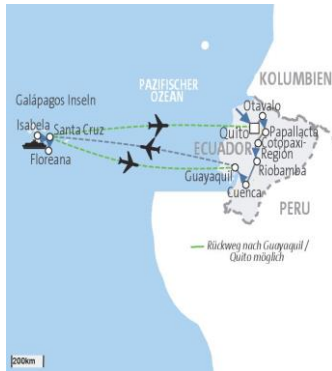 KOLUMBIEN
PAZIFISCHER
OZEAN
Galápagos Inseln
Otavalo
Isabela
Santa Cruz
Quito
Papallacta
Cotopaxi-
Region
ECUADOR
Floreana
Guayaquil
Riobamba
Cuenca
PERU
Rückweg nach Guayaquil /
Quito möglich
200km